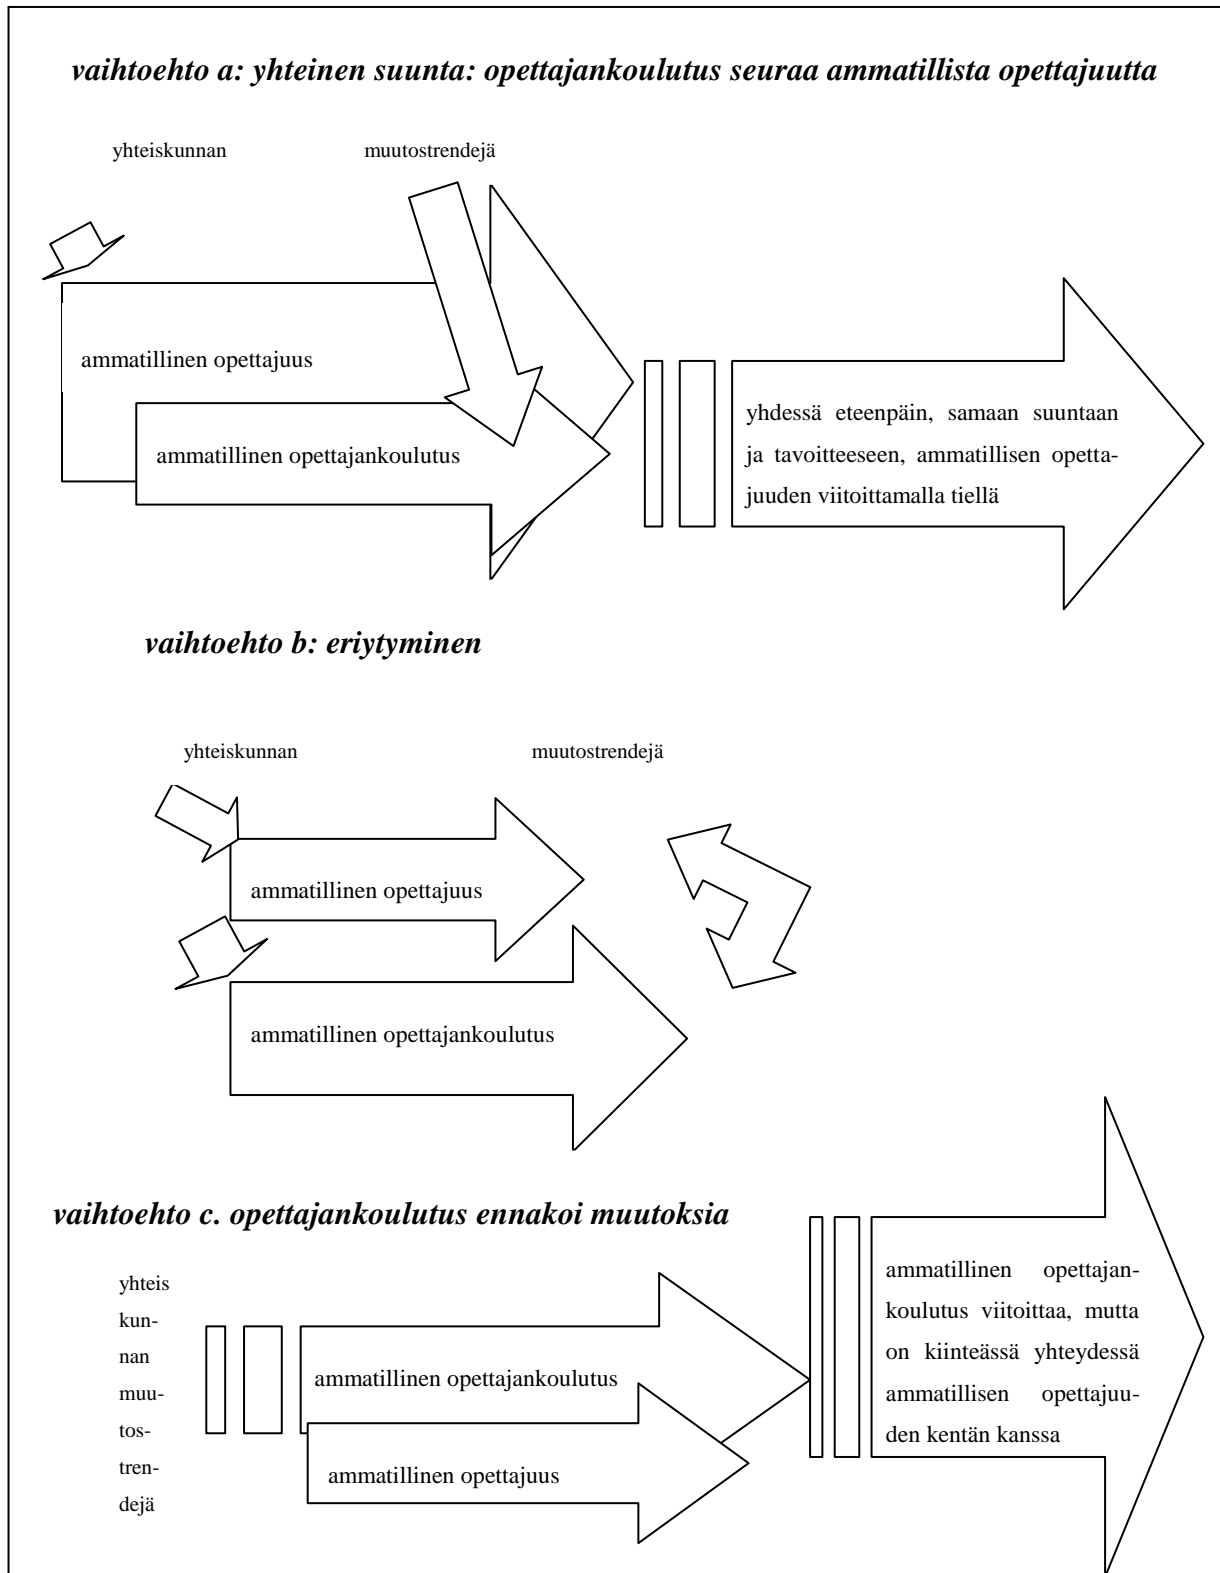 vaihtoehto a: yhteinen suunta: opettajankoulutus seuraa ammatillista opettajuutta
yhteiskunnan muutostrendejä
ammatillinen opettajuus
ammatillinen opettajankoulutus
yhdessä eteenpäin, samaan suuntaan
ja tavoitteeseen, ammatillisen opetta-
juuden viitoittamalla tiellä
vaihtoehto b: eriytyminen
yhteiskunnan muutostrendejä
ammatillinen opettajuus
ammatillinen opettajankoulutus
vaihtoehto c. opettajankoulutus ennakoi muutoksia
yhteis
kun-
nan
muu-
tos-
tren-
dejä
ammatillinen opettajankoulutus
ammatillinen opettajuus
ammatillinen opettajan-
koulutus viitoittaa, mutta
on kiinteässä yhteydessä
ammatillisen opettajuu-
den kentän kanssa